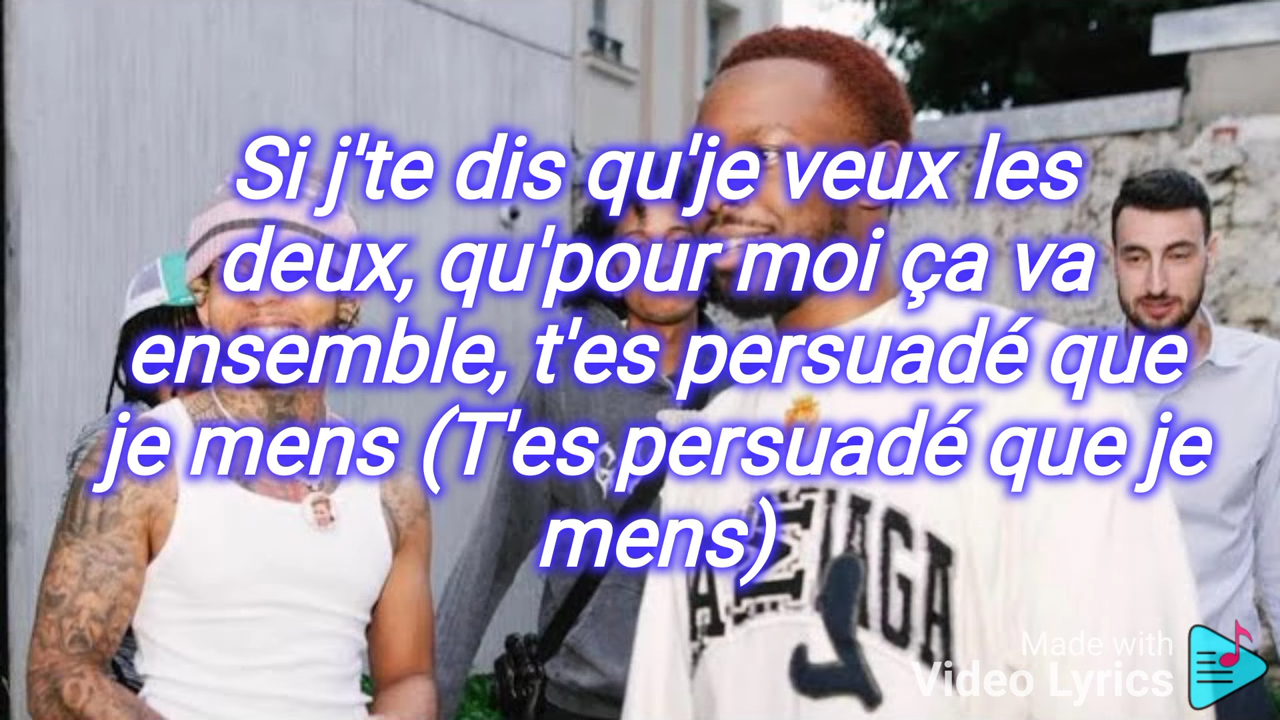 Si j'te dis qu'je veux les
deux, qu'pour moi ça va
ensemble, t'es persuadé que
je mens (T'es persuadé que je
mens)
Made with
Video Lyrics